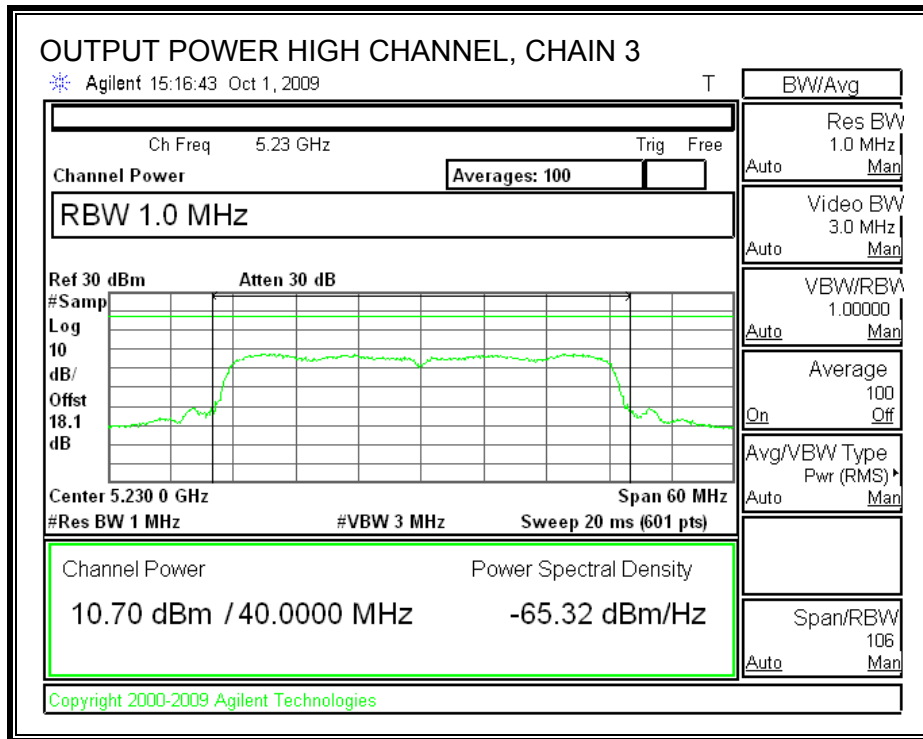 OUTPUT POWER HIGH CHANNEL, CHAIN 3
Agilent 15:16:43 Oct 1, 2009 T
Ch Freq 5.23 GHz Trig Free
Channel Power Averages: 100
RBW 1.0 MHz
Ref 30 dBm Atten 30 dB
#Samp
Log
10
dB/
Offst
18.1
dB
Center 5.230 0 GHz Span 60 MHz
#Res BW 1 MHz #VBW 3 MHz Sweep 20 ms (601 pts)
Channel Power Power Spectral Density
10.70 dBm / 40.0000 MHz -65.32 dBm/Hz
Copyright 2000-2009 Agilent Technologies
BW/Avg
Res BW
1.0 MHz
Auto Man
Video BW
3.0 MHz
Auto Man
VBW/RBW
1.00000
Auto Man
Average
100
On Off
Avg/VBW Type
Pwr (RMS)
Auto Man
Span/RBW
106
Auto Man